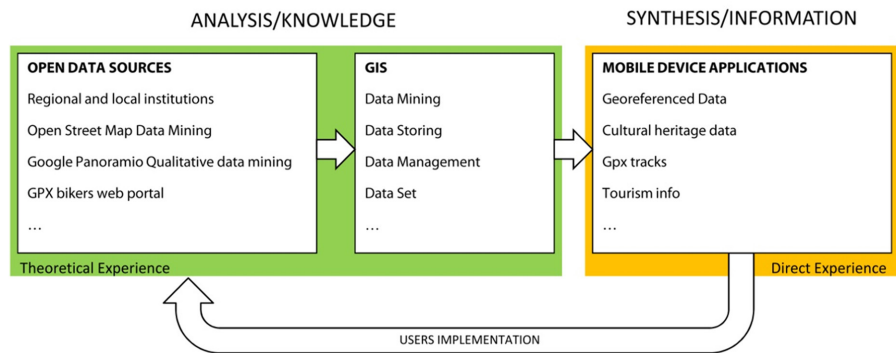 ANALYSIS/KNOWLEDGE
SYNTHESIS/INFORMATION
OPEN DATA SOURCES
Regional and local institutions
Open Street Map Data Mining
Google Panoramio Qualitative data mining
GPX bikers web portal
...
GIS
Data Mining
Data Storing
Data Management
Data Set
...
MOBILE DEVICE APPLICATIONS
Georeferenced Data
Cultural heritage data
Gpx tracks
Tourism info
...
Theoretical Experience
Direct Experience
USERS IMPLEMENTATION